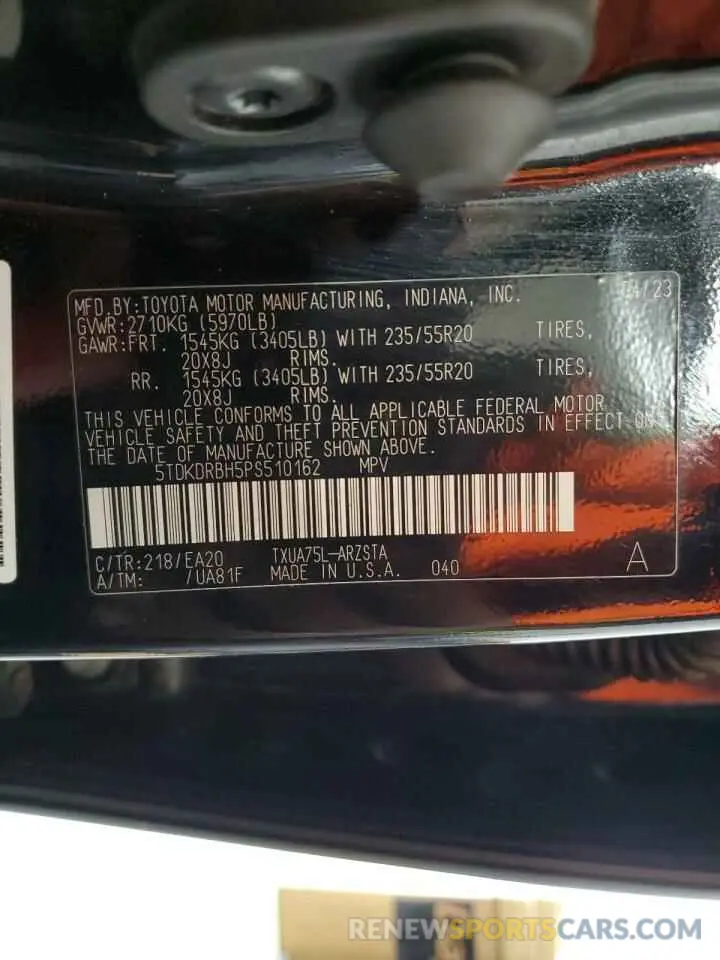 MFD.BY:TOYOTA MOTOR MANUFACTURING, INDIANA, INC. 04/23
GVWR:2710KG (5970LB)
GAWR:FRT. 1545KG (3405LB) WITH 235/55R20 TIRES,
20X8J RIMS.
RR. 1545KG (3405LB) WITH 235/55R20 TIRES,
20X8J RIMS.
THIS VEHICLE CONFORMS TO ALL APPLICABLE FEDERAL MOTOR
VEHICLE SAFETY AND THEFT PREVENTION STANDARDS IN EFFECT ON
THE DATE OF MANUFACTURE SHOWN ABOVE.
5TDKDRBH5PS510162 MPV
C/TR:218/EA20 TXUA75L-ARZSTA
A/TM: /UA81F MADE IN U.S.A. 040 A
RENEWSPORTSCARS.COM